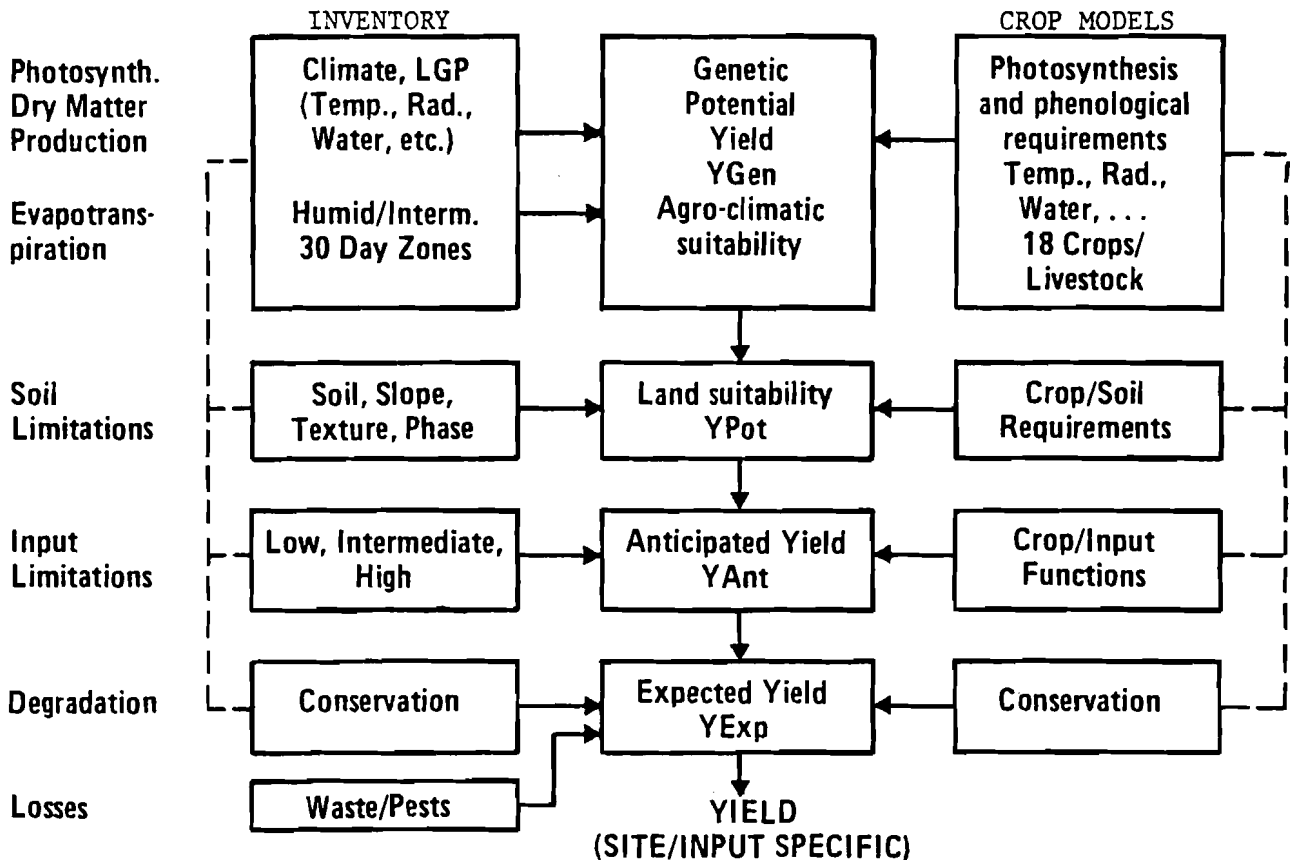 INVENTORY
CROP MODELS
Photosynth.
Dry Matter
Production
Evapotrans-
piration
Climate, LGP
(Temp., Rad.,
Water, etc.)
Humid/Interm.
30 Day Zones
Genetic
Potential
Yield
YGen
Agro-climatic
suitability
Photosynthesis
and phenological
requirements
Temp., Rad.,
Water, ...
18 Crops/
Livestock
Soil
Limitations
Soil, Slope,
Texture, Phase
Land suitability
YPot
Crop/Soil
Requirements
Input
Limitations
Low, Intermediate,
High
Anticipated Yield
YAnt
Crop/Input
Functions
Degradation
Conservation
Expected Yield
YExp
Conservation
Losses
Waste/Pests
YIELD
(SITE/INPUT SPECIFIC)